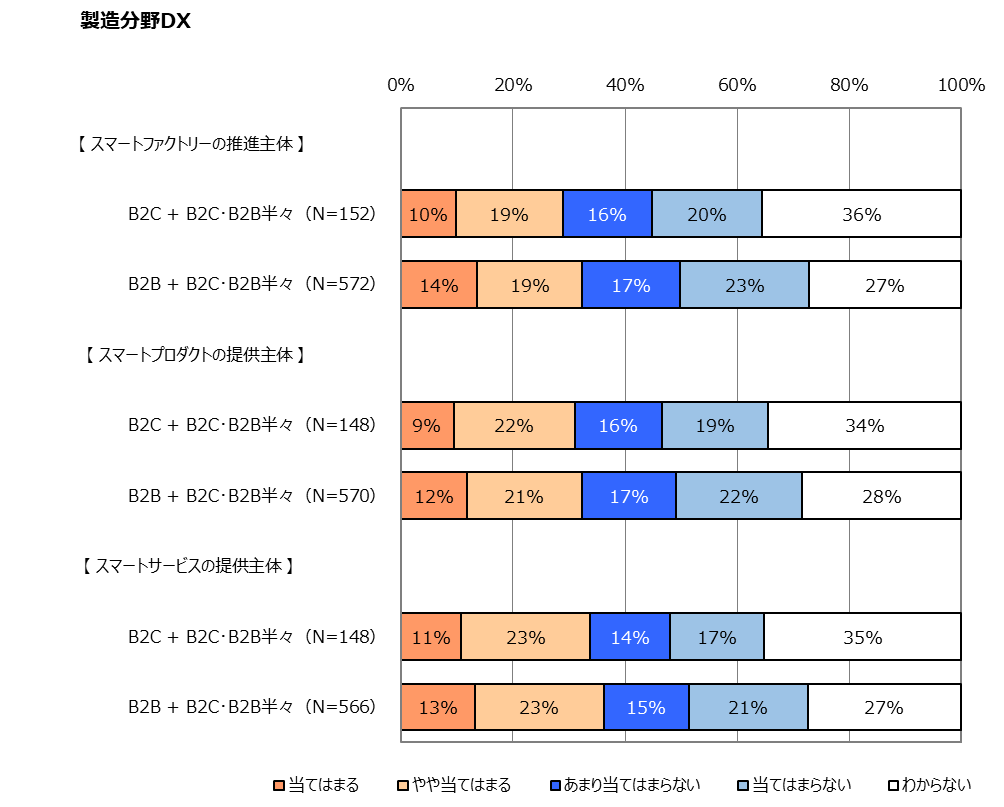 製造分野DX
0% 20% 40% 60% 80% 100%
【 スマートファクトリーの推進主体 】
B2C + B2C･B2B半々（N=152） 10% 19% 16% 20% 36%
B2B + B2C･B2B半々（N=572） 14% 19% 17% 23% 27%
【 スマートプロダクトの提供主体 】
B2C + B2C･B2B半々（N=148） 9% 22% 16% 19% 34%
B2B + B2C･B2B半々（N=570） 12% 21% 17% 22% 28%
【 スマートサービスの提供主体 】
B2C + B2C･B2B半々（N=148） 11% 23% 14% 17% 35%
B2B + B2C･B2B半々（N=566） 13% 23% 15% 21% 27%
当てはまる やや当てはまる あまり当てはまらない 当てはまらない わからない